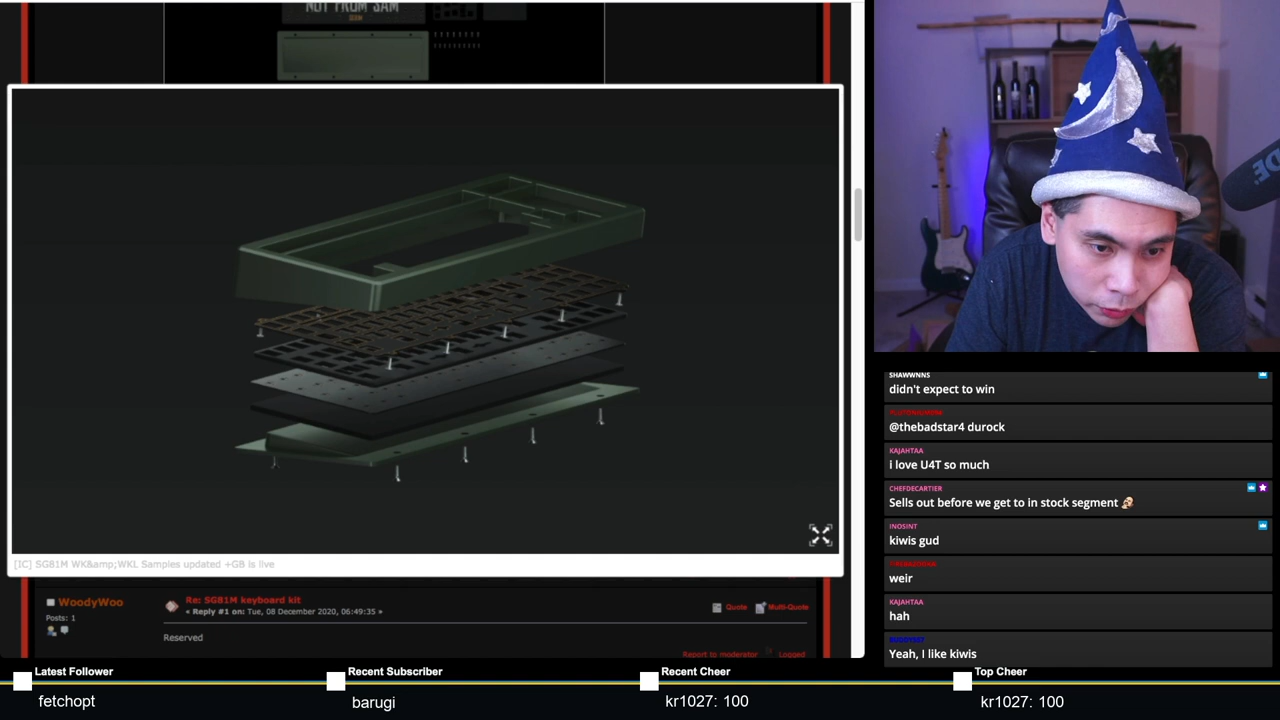 NOT FROM SAM
[IC] SG81M WK&amp;WKL Samples updated +GB is live
WoodyWoo
Posts: 1
Re: SG81M keyboard kit
« Reply #1 on: Tue, 08 December 2020, 06:49:35 »
Quote
Multi-Quote
Reserved
Report to moderator
Logged
SHAWWNNS
didn't expect to win
@thebadstar4 durock
KAJAHTAA
i love U4T so much
CHEFDECARTIER
Sells out before we get to in stock segment
INOSINT
kiwis gud
weir
KAJAHTAA
hah
Yeah, I like kiwis
Latest Follower
fetchopt
Recent Subscriber
barugi
Recent Cheer
kr1027: 100
Top Cheer
kr1027: 100